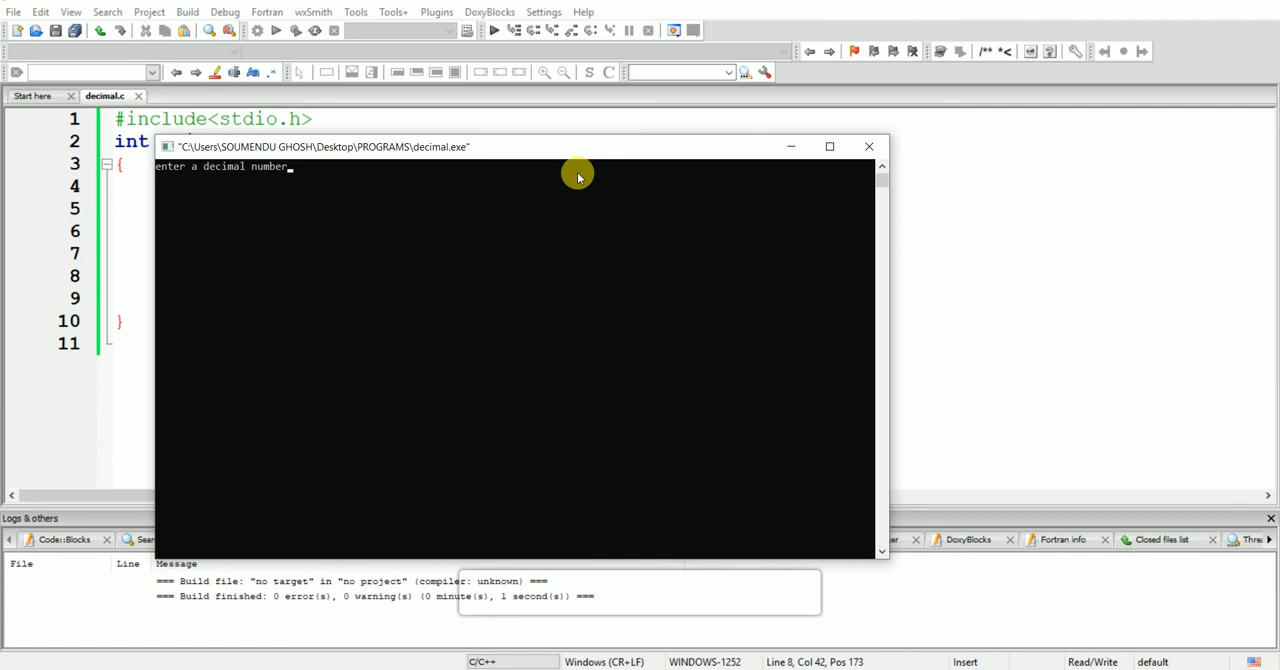 File Edit View Search Project Build Debug Fortran wxSmith Tools Tools+ Plugins DoxyBlocks Settings Help
Start here decimal.c
1 #include<stdio.h>
2 int
3 {
4
5
6
7
8
9
10 }
11
"C:\Users\SOUMENDU GHOSH\Desktop\PROGRAMS\decimal.exe"
enter a decimal number
Logs & others
Code::Blocks Sear er DoxyBlocks Fortran info Closed files list Thre
File Line Message
=== Build file: "no target" in "no project" (compiler: unknown) ===
=== Build finished: 0 error(s), 0 warning(s) (0 minute(s), 1 second(s)) ===
C/C++ Windows (CR+LF) WINDOWS-1252 Line 8, Col 42, Pos 173 Insert Read/Write default